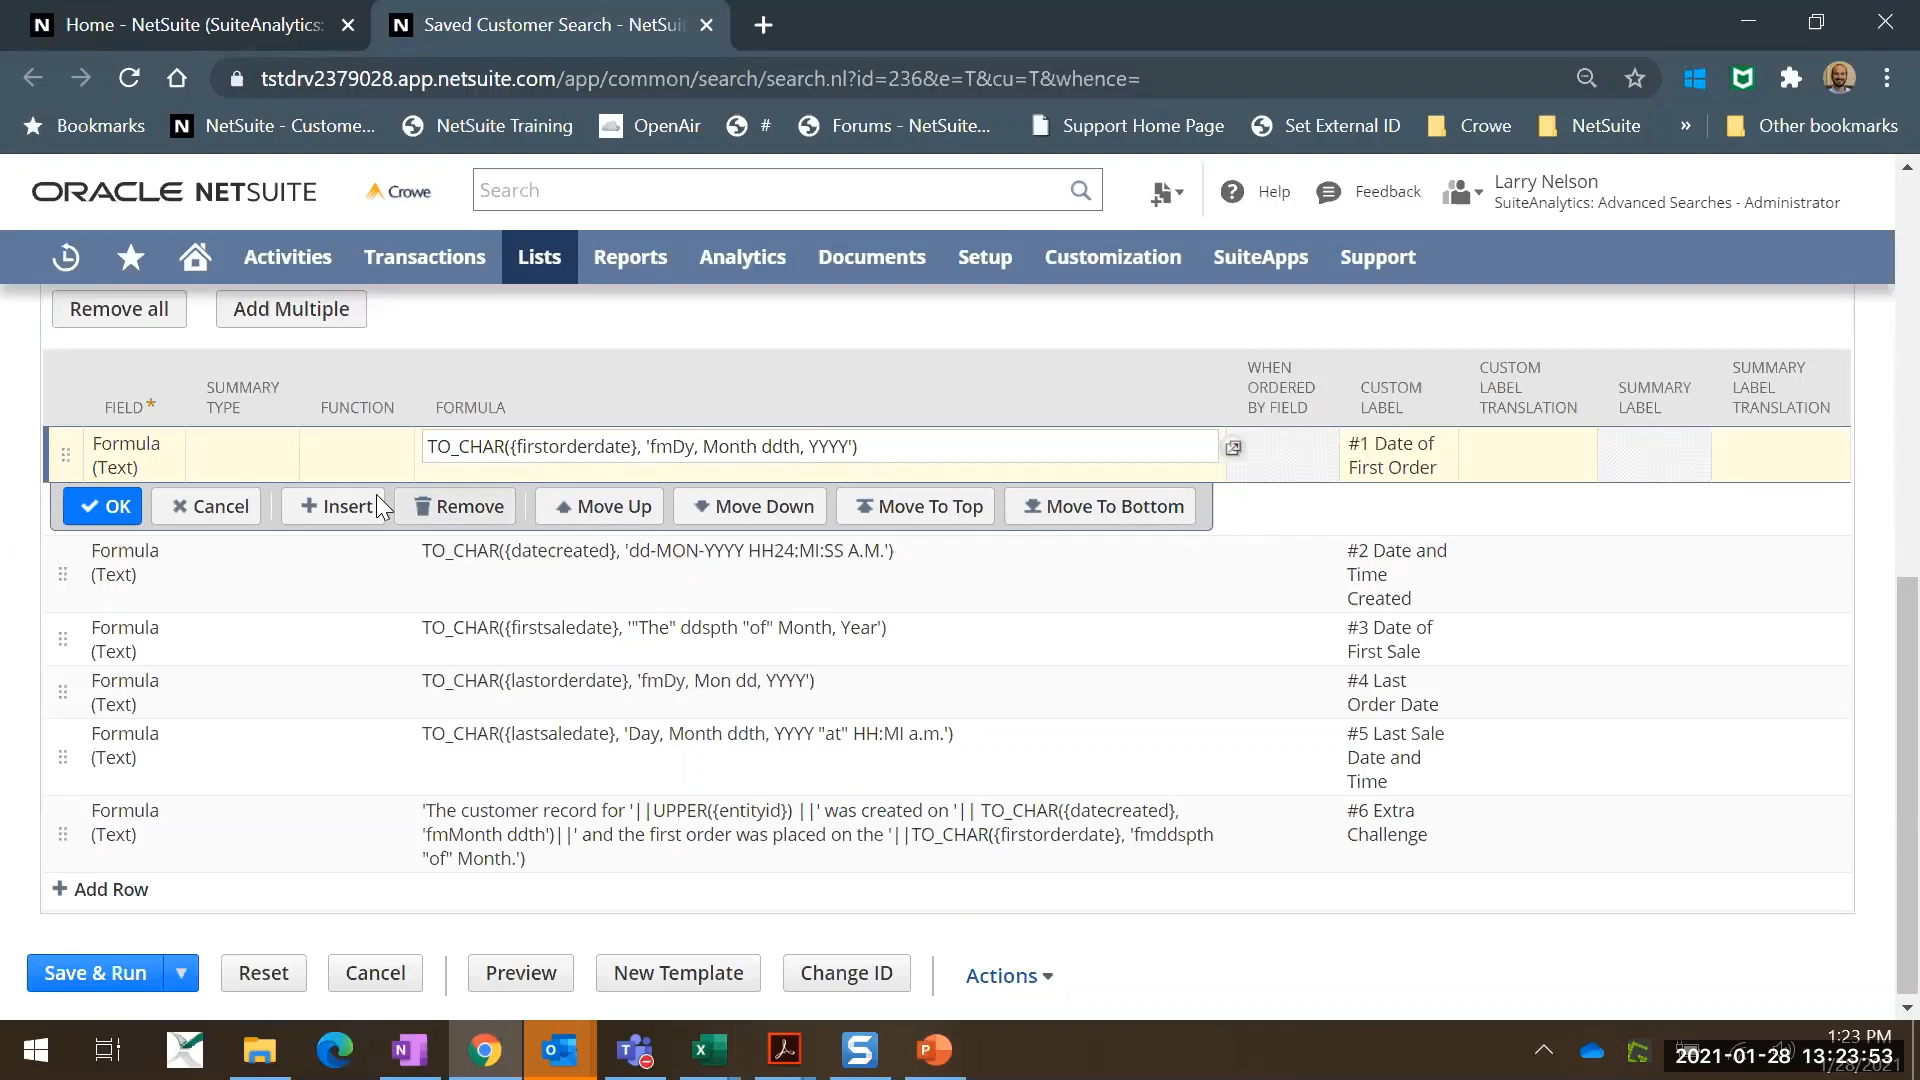 Home - NetSuite (SuiteAnalytics:
Saved Customer Search - NetSui
tstdrv2379028.app.netsuite.com/app/common/search/search.nl?id=236&e=T&cu=T&whence=
Bookmarks
NetSuite - Custome...
NetSuite Training
OpenAir
#
Forums - NetSuite...
Support Home Page
Set External ID
Crowe
NetSuite
»
Other bookmarks
ORACLE NETSUITE
Crowe
Search
Help
Feedback
Larry Nelson
SuiteAnalytics: Advanced Searches - Administrator
Activities
Transactions
Lists
Reports
Analytics
Documents
Setup
Customization
SuiteApps
Support
Remove all
Add Multiple
FIELD *
SUMMARY
TYPE
FUNCTION
FORMULA
WHEN
ORDERED
BY FIELD
CUSTOM
LABEL
CUSTOM
LABEL
TRANSLATION
SUMMARY
LABEL
SUMMARY
LABEL
TRANSLATION
Formula
(Text)
TO_CHAR({firstorderdate}, 'fmDy, Month ddth, YYYY')
#1 Date of
First Order
OK
Cancel
Insert
Remove
Move Up
Move Down
Move To Top
Move To Bottom
Formula
(Text)
TO_CHAR({datecreated}, 'dd-MON-YYYY HH24:MI:SS A.M.')
#2 Date and
Time
Created
Formula
(Text)
TO_CHAR({firstsaledate}, '"The" ddspth "of" Month, Year')
#3 Date of
First Sale
Formula
(Text)
TO_CHAR({lastorderdate}, 'fmDy, Mon dd, YYYY')
#4 Last
Order Date
Formula
(Text)
TO_CHAR({lastsaledate}, 'Day, Month ddth, YYYY "at" HH:MI a.m.')
#5 Last Sale
Date and
Time
Formula
(Text)
'The customer record for '||UPPER({entityid}) ||' was created on '|| TO_CHAR({datecreated},
'fmMonth ddth')||' and the first order was placed on the '||TO_CHAR({firstorderdate}, 'fmddspth
"of" Month.')
#6 Extra
Challenge
+ Add Row
Save & Run
Reset
Cancel
Preview
New Template
Change ID
Actions
1:23 PM
2021-01-28 13:23:53